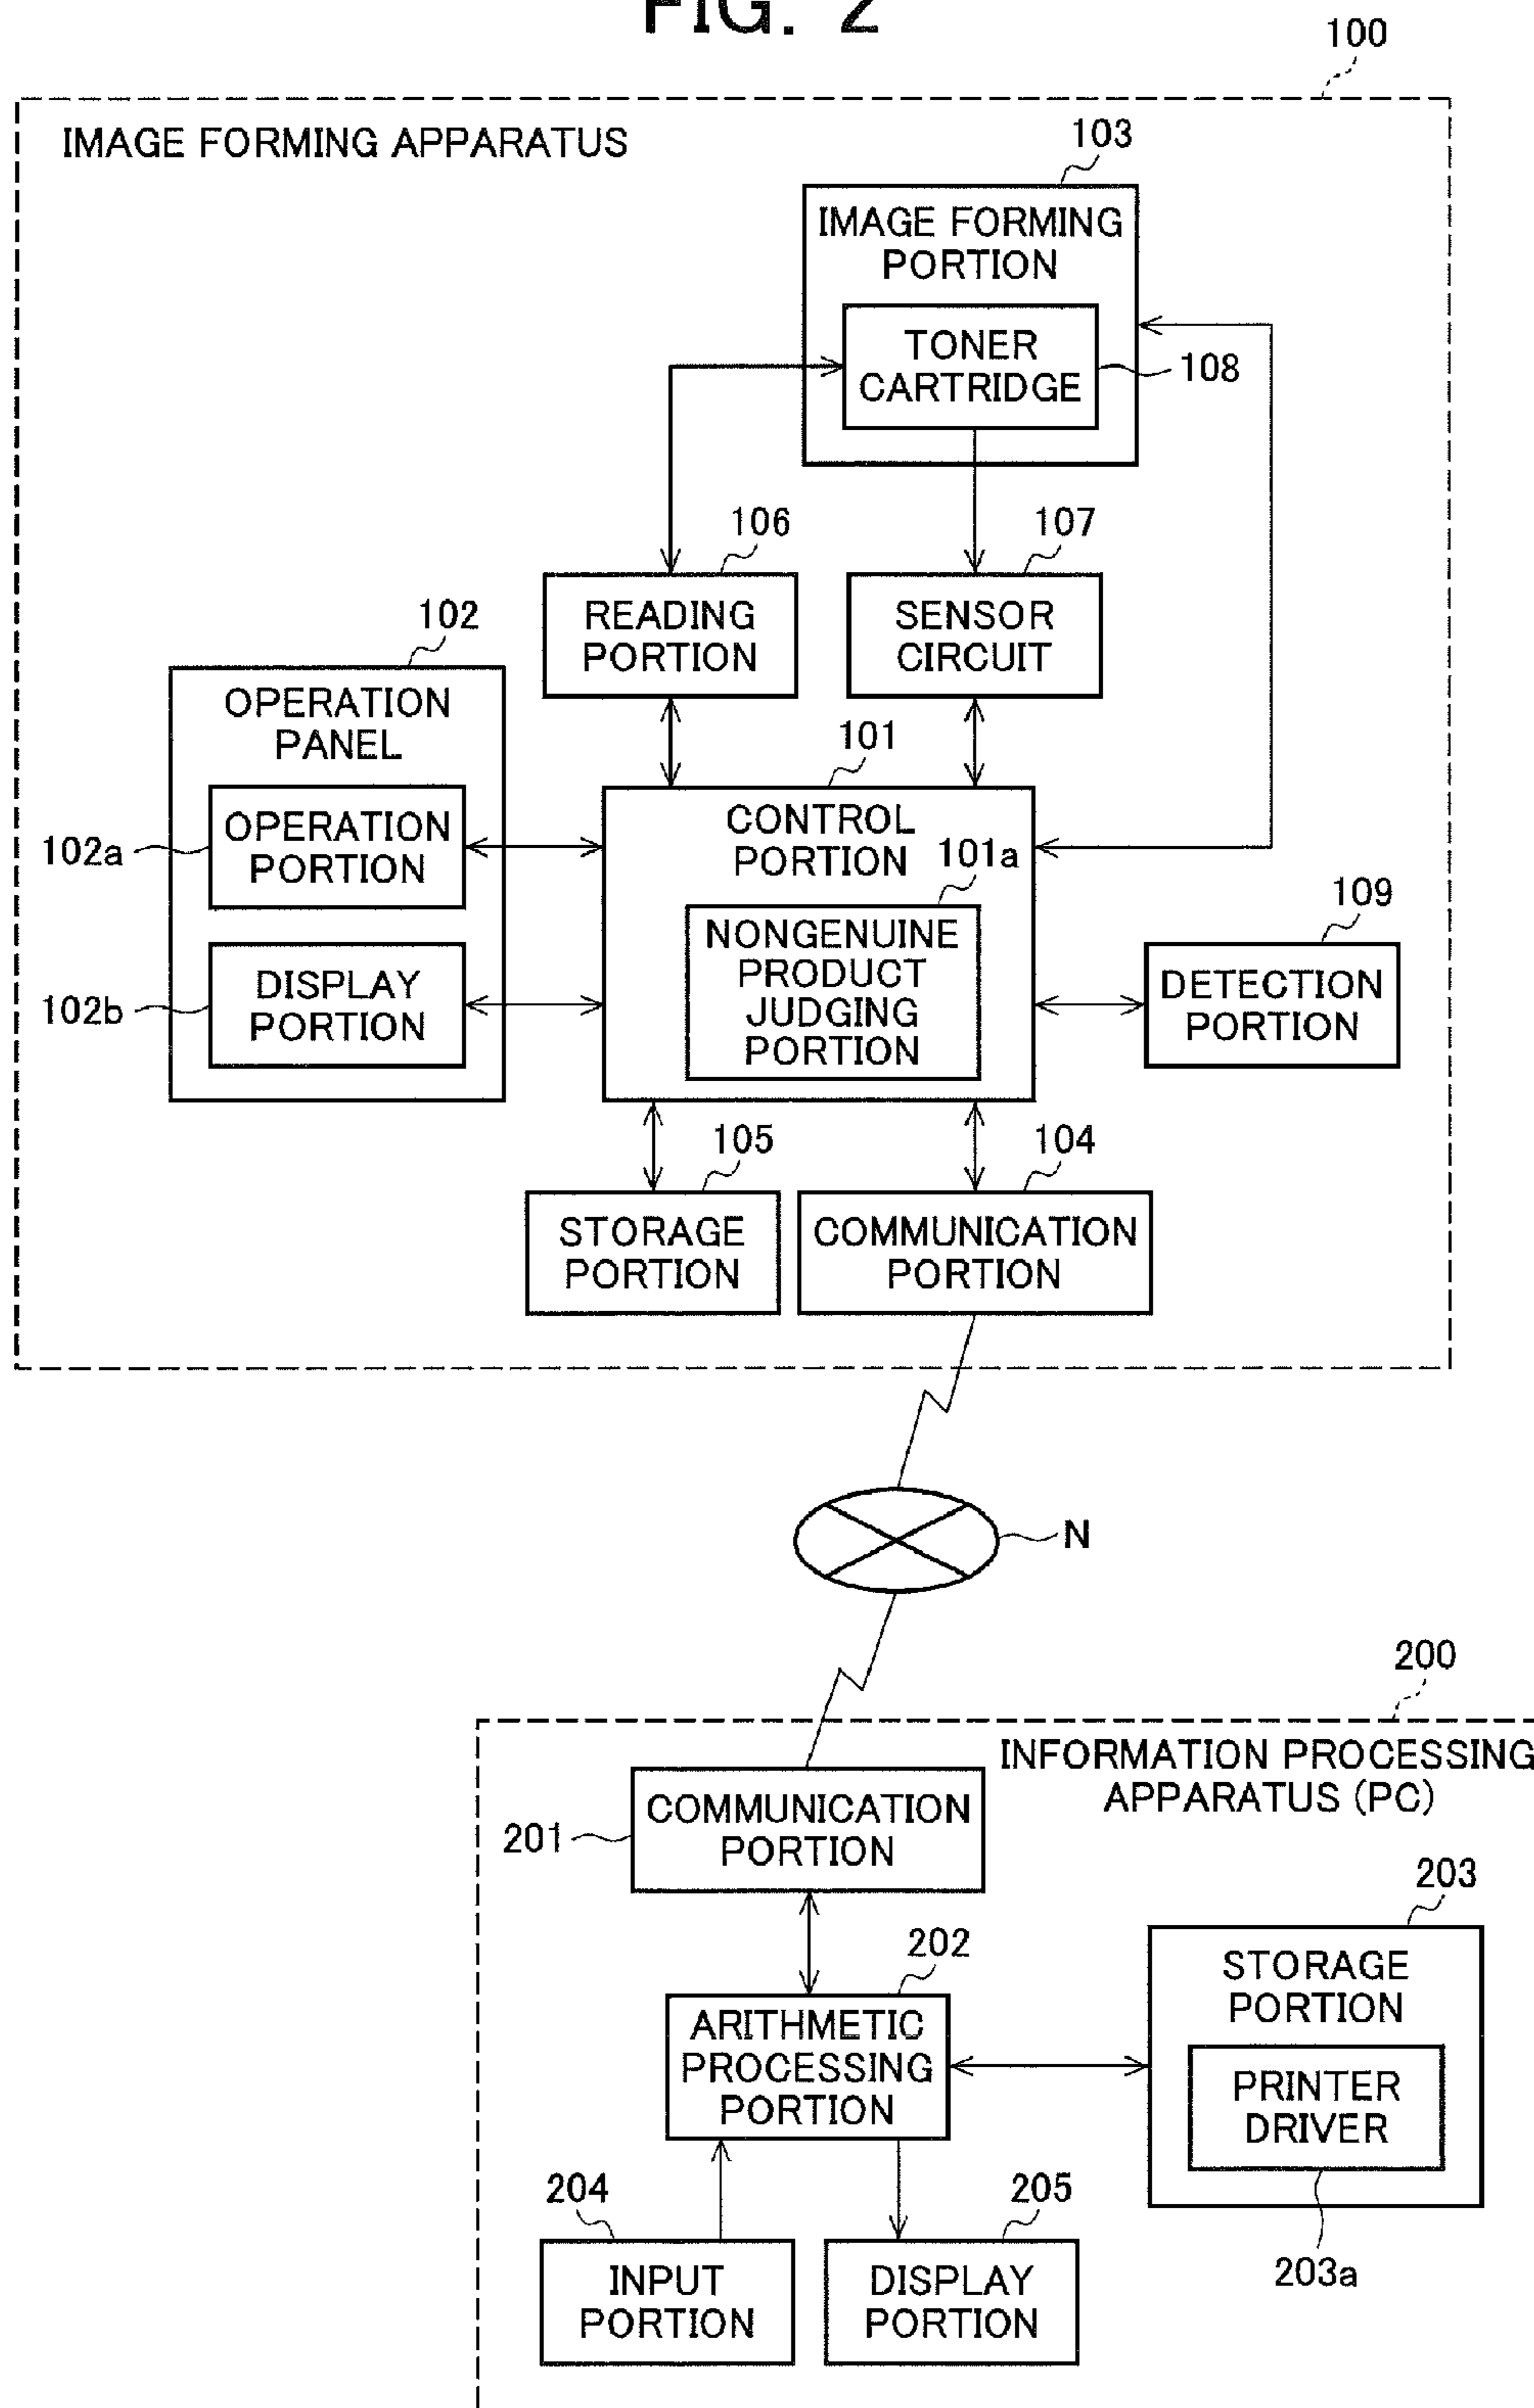 FIG. 2
100
IMAGE FORMING APPARATUS
103
IMAGE FORMING
PORTION
TONER
CARTRIDGE
108
106
107
READING
PORTION
SENSOR
CIRCUIT
102
OPERATION
PANEL
101
OPERATION
PORTION
102a
CONTROL
PORTION
101a
NONGENUINE
PRODUCT
JUDGING
PORTION
109
DETECTION
PORTION
DISPLAY
PORTION
102b
105
104
STORAGE
PORTION
COMMUNICATION
PORTION
N
200
INFORMATION PROCESSING
APPARATUS (PC)
COMMUNICATION
PORTION
201
203
202
STORAGE
PORTION
ARITHMETIC
PROCESSING
PORTION
PRINTER
DRIVER
203a
204
205
INPUT
PORTION
DISPLAY
PORTION